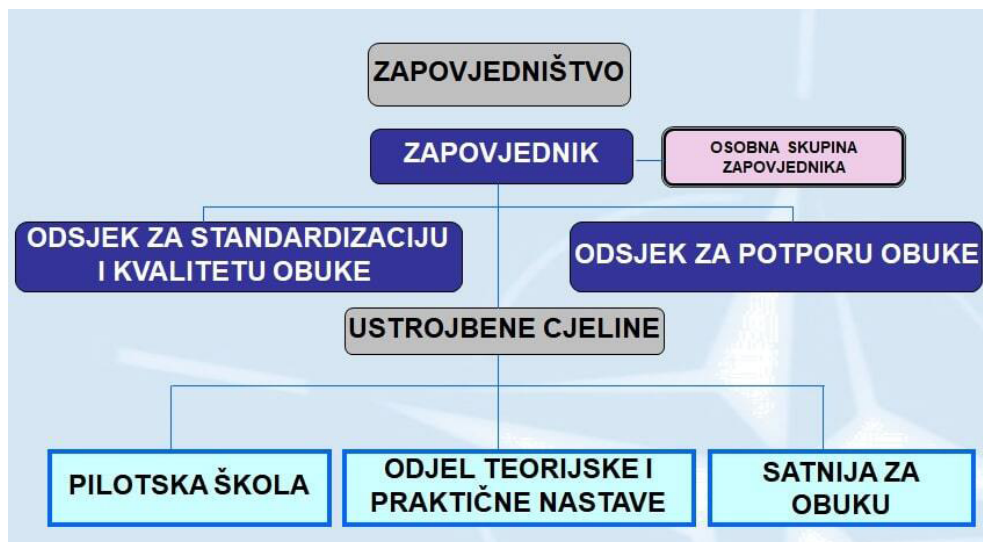 ZAPOVJEDNIŠTVO
ZAPOVJEDNIK
OSOBNA SKUPINA
ZAPOVJEDNIKA
ODSJEK ZA STANDARDIZACIJU
I KVALITETU OBUKE
ODSJEK ZA POTPORU OBUKE
USTROJBENE CJELINE
PILOTSKA ŠKOLA
ODJEL TEORIJSKE I
PRAKTIČNE NASTAVE
SATNIJA ZA
OBUKU